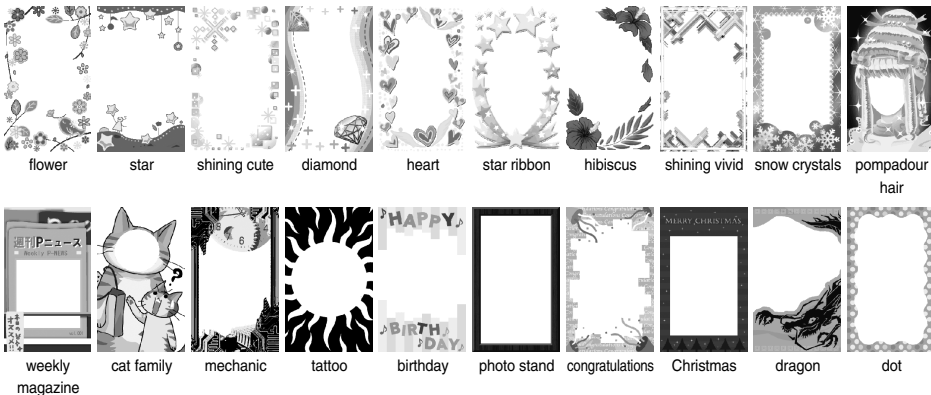 flower
star
shining cute
diamond
heart
star ribbon
hibiscus
shining vivid
snow crystals
pompadour
hair
週刊Pニュース
Weekly P-NEWS
HAPPY
BIRTH
DAY
MERRY CHRISTMAS
weekly
magazine
cat family
mechanic
tattoo
birthday
photo stand
congratulations
Christmas
dragon
dot